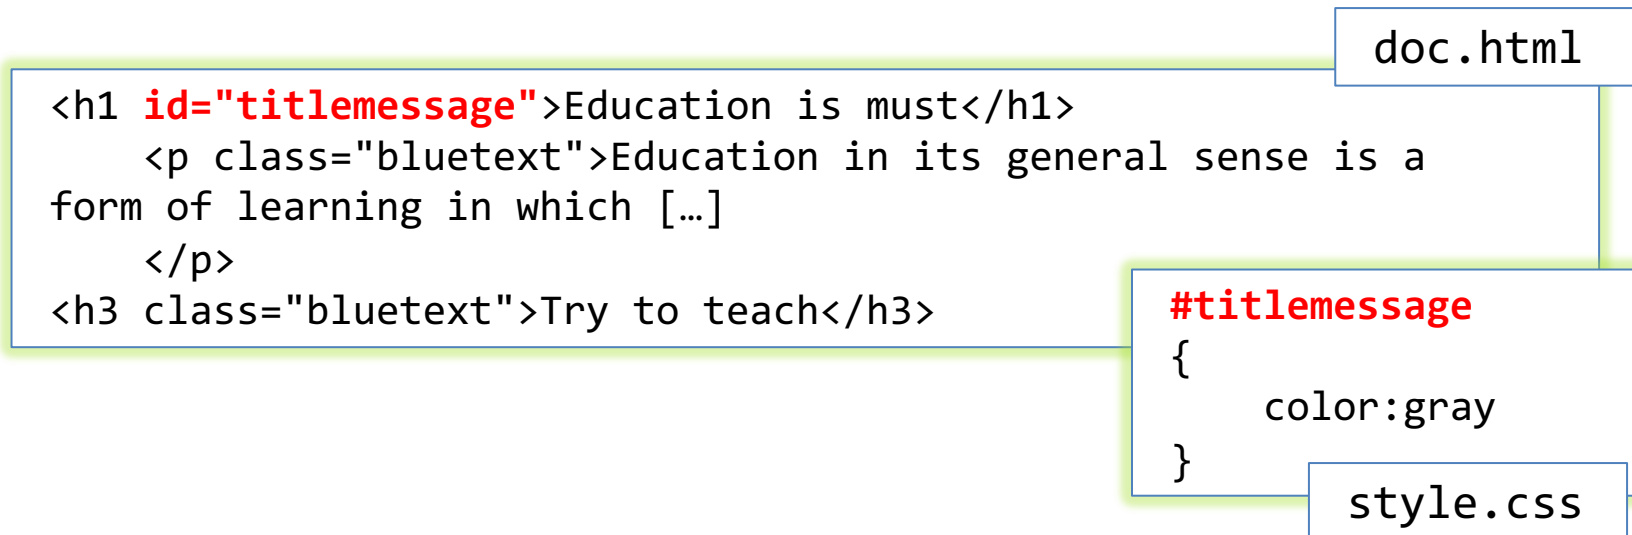 doc.html
<h1 id="titlemessage">Education is must</h1>
    <p class="bluetext">Education in its general sense is a
form of learning in which […]
    </p>
<h3 class="bluetext">Try to teach</h3>
#titlemessage
{
    color:gray
}
style.css